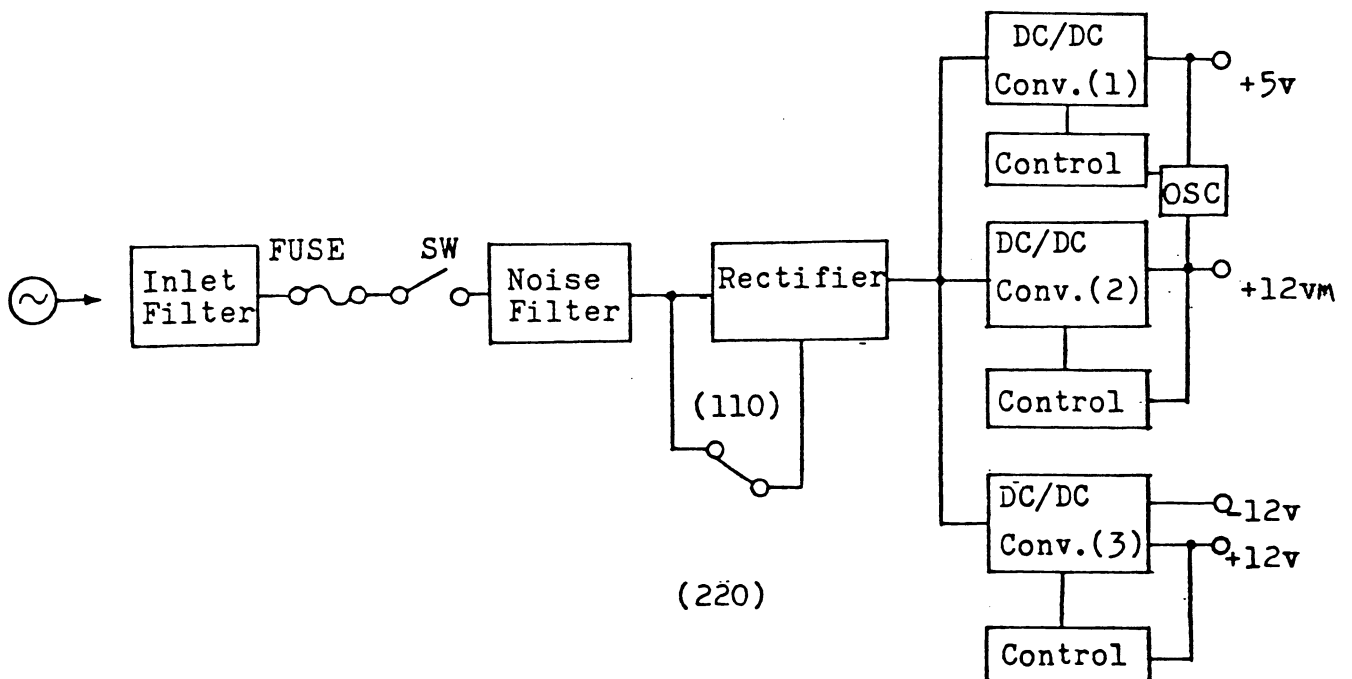 DC/DC
Conv.(1)
+5v
Control
OSC
FUSE
SW
Inlet
Filter
Noise
Filter
Rectifier
DC/DC
Conv.(2)
+12vm
(110)
Control
DC/DC
Conv.(3)
-12v
+12v
(220)
Control